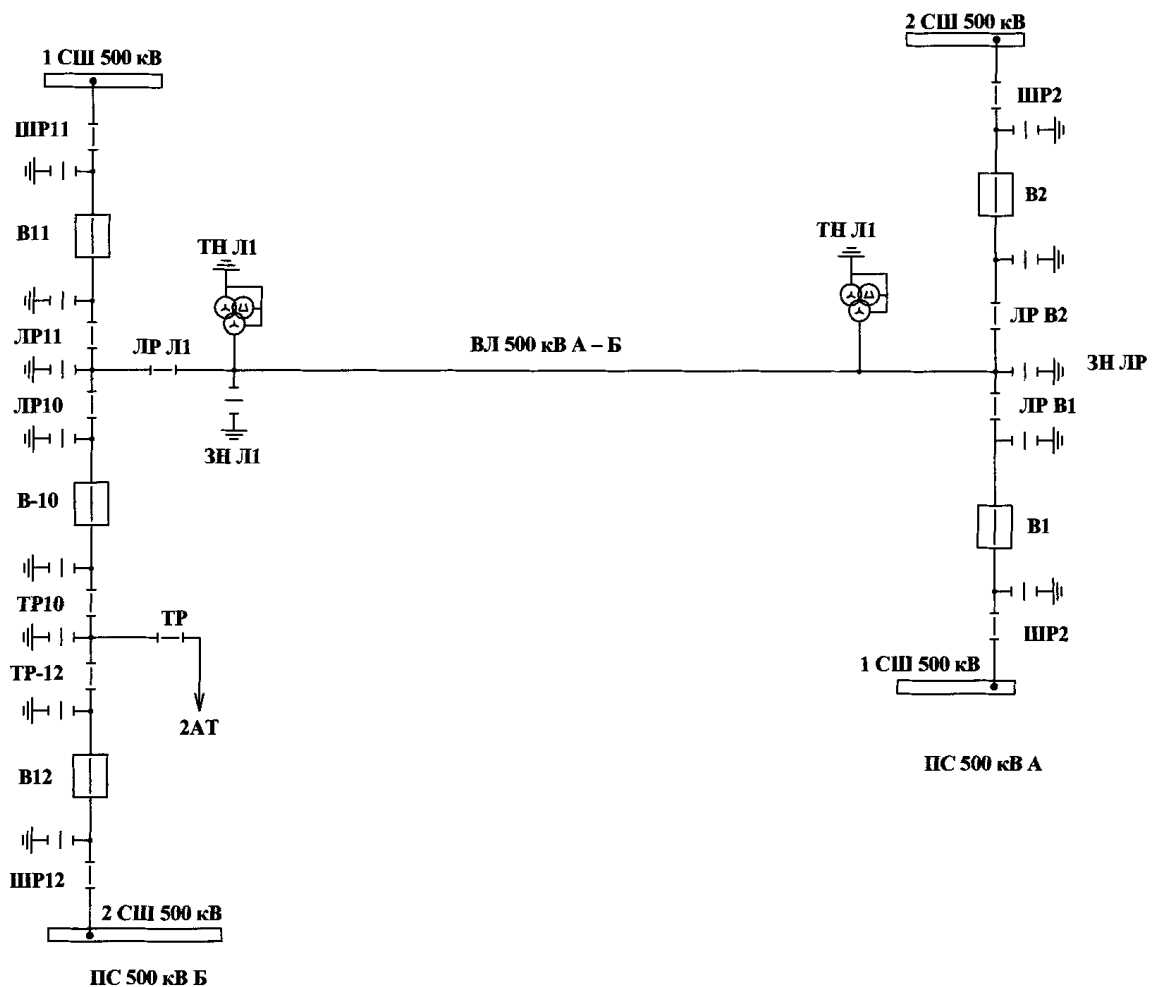 2 СШ 500 кВ
1 СШ 500 кВ
ШР2
ШР11
В2
В11
ТН Л1
ТН Л1
ЛР В2
ЛР11
ЛР Л1
ВЛ 500 кВ А – Б
ЗН ЛР
ЛР10
ЛР В1
ЗН Л1
В-10
В1
ТР10
ТР
ШР2
ТР-12
1 СШ 500 кВ
2АТ
В12
ПС 500 кВ А
ШР12
2 СШ 500 кВ
ПС 500 кВ Б